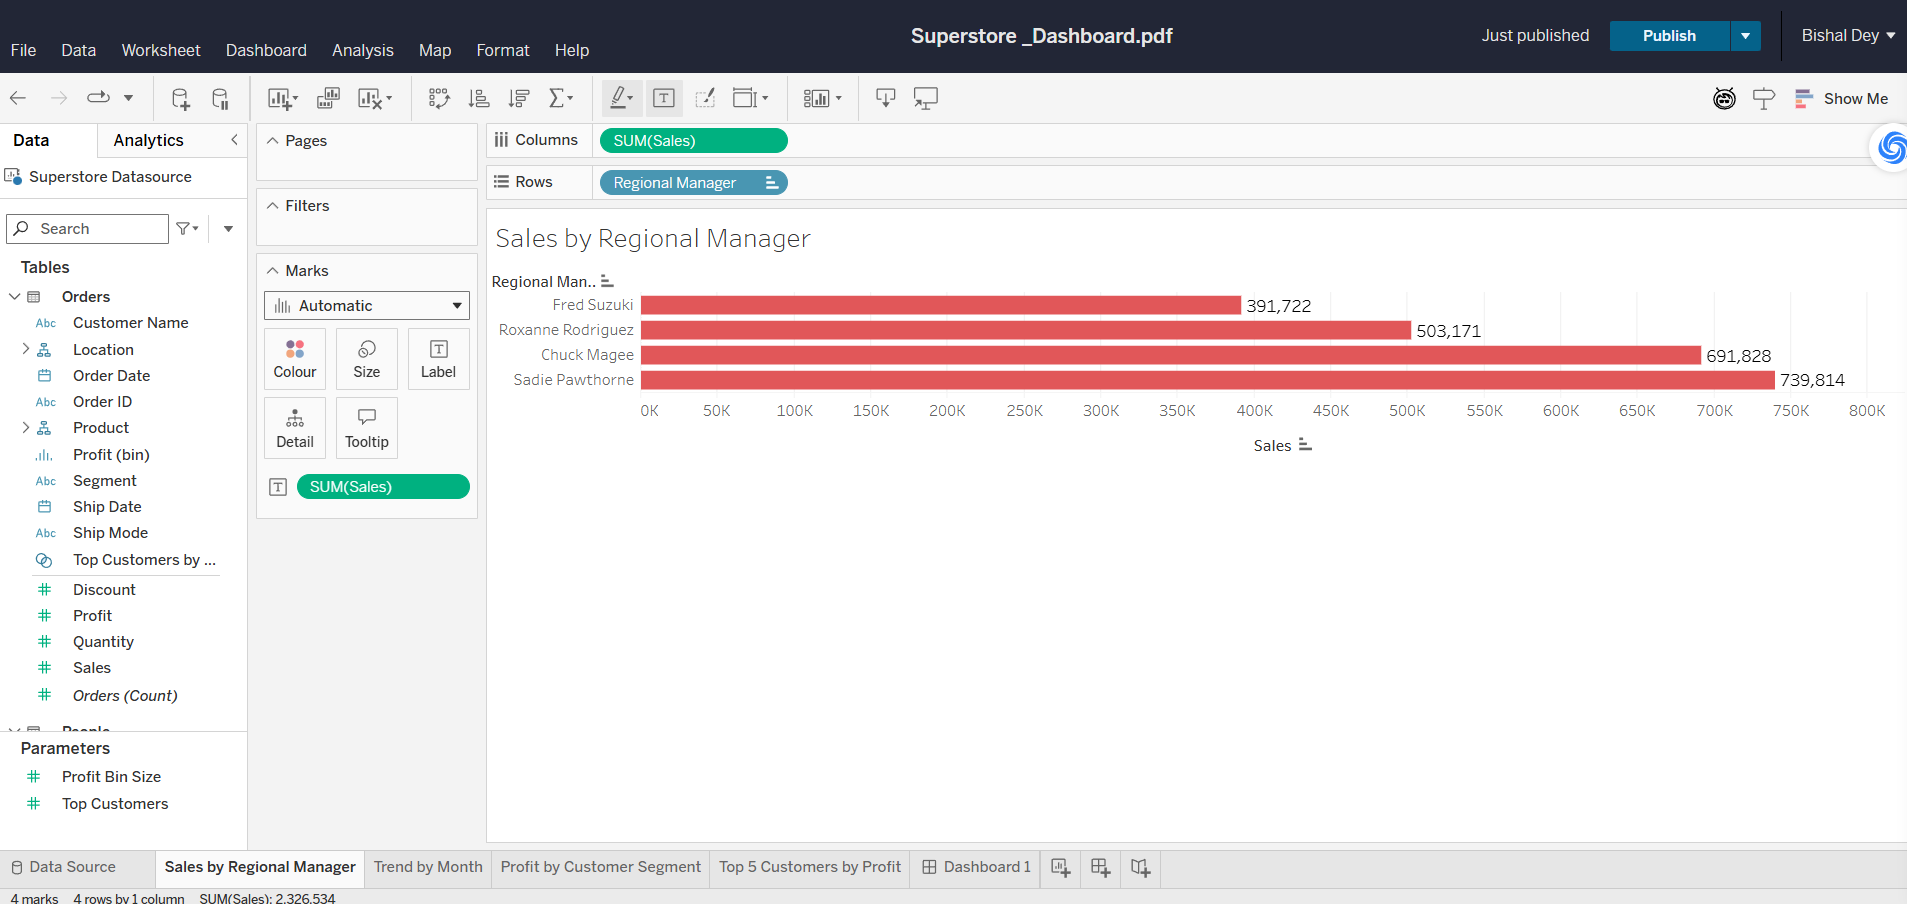 Superstore _Dashboard.pdf
Just published
Publish
Bishal Dey
File Data Worksheet Dashboard Analysis Map Format Help
Show Me
Data Analytics
Superstore Datasource
Search
Tables
Orders
Abc Customer Name
Location
Order Date
Abc Order ID
Product
Profit (bin)
Abc Segment
Ship Date
Abc Ship Mode
Top Customers by ...
Discount
Profit
Quantity
Sales
Orders (Count)
People
Parameters
Profit Bin Size
Top Customers
Pages
Filters
Marks
Automatic
Colour Size Label
Detail Tooltip
SUM(Sales)
Columns SUM(Sales)
Rows Regional Manager
Sales by Regional Manager
Regional Man..
Fred Suzuki 391,722
Roxanne Rodriguez 503,171
Chuck Magee 691,828
Sadie Pawthorne 739,814
0K 50K 100K 150K 200K 250K 300K 350K 400K 450K 500K 550K 600K 650K 700K 750K 800K
Sales
Data Source Sales by Regional Manager Trend by Month Profit by Customer Segment Top 5 Customers by Profit Dashboard 1
4 marks 4 rows by 1 column SUM(Sales): 2,326,534